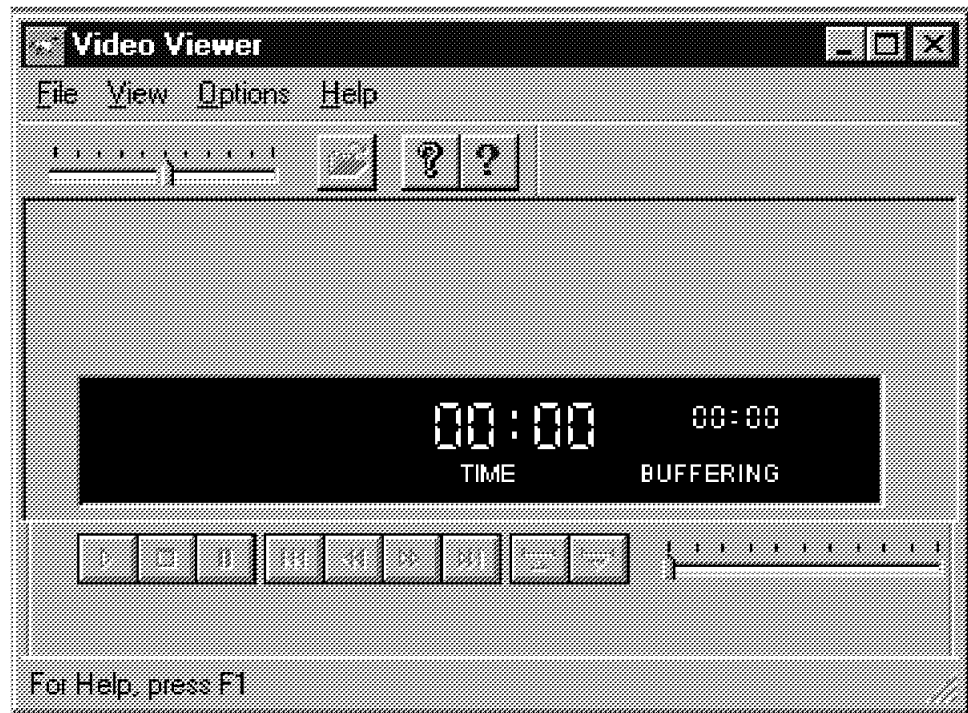 Video Viewer
File View Options Help
? ?
00:00 00:00
TIME BUFFERING
For Help, press F1